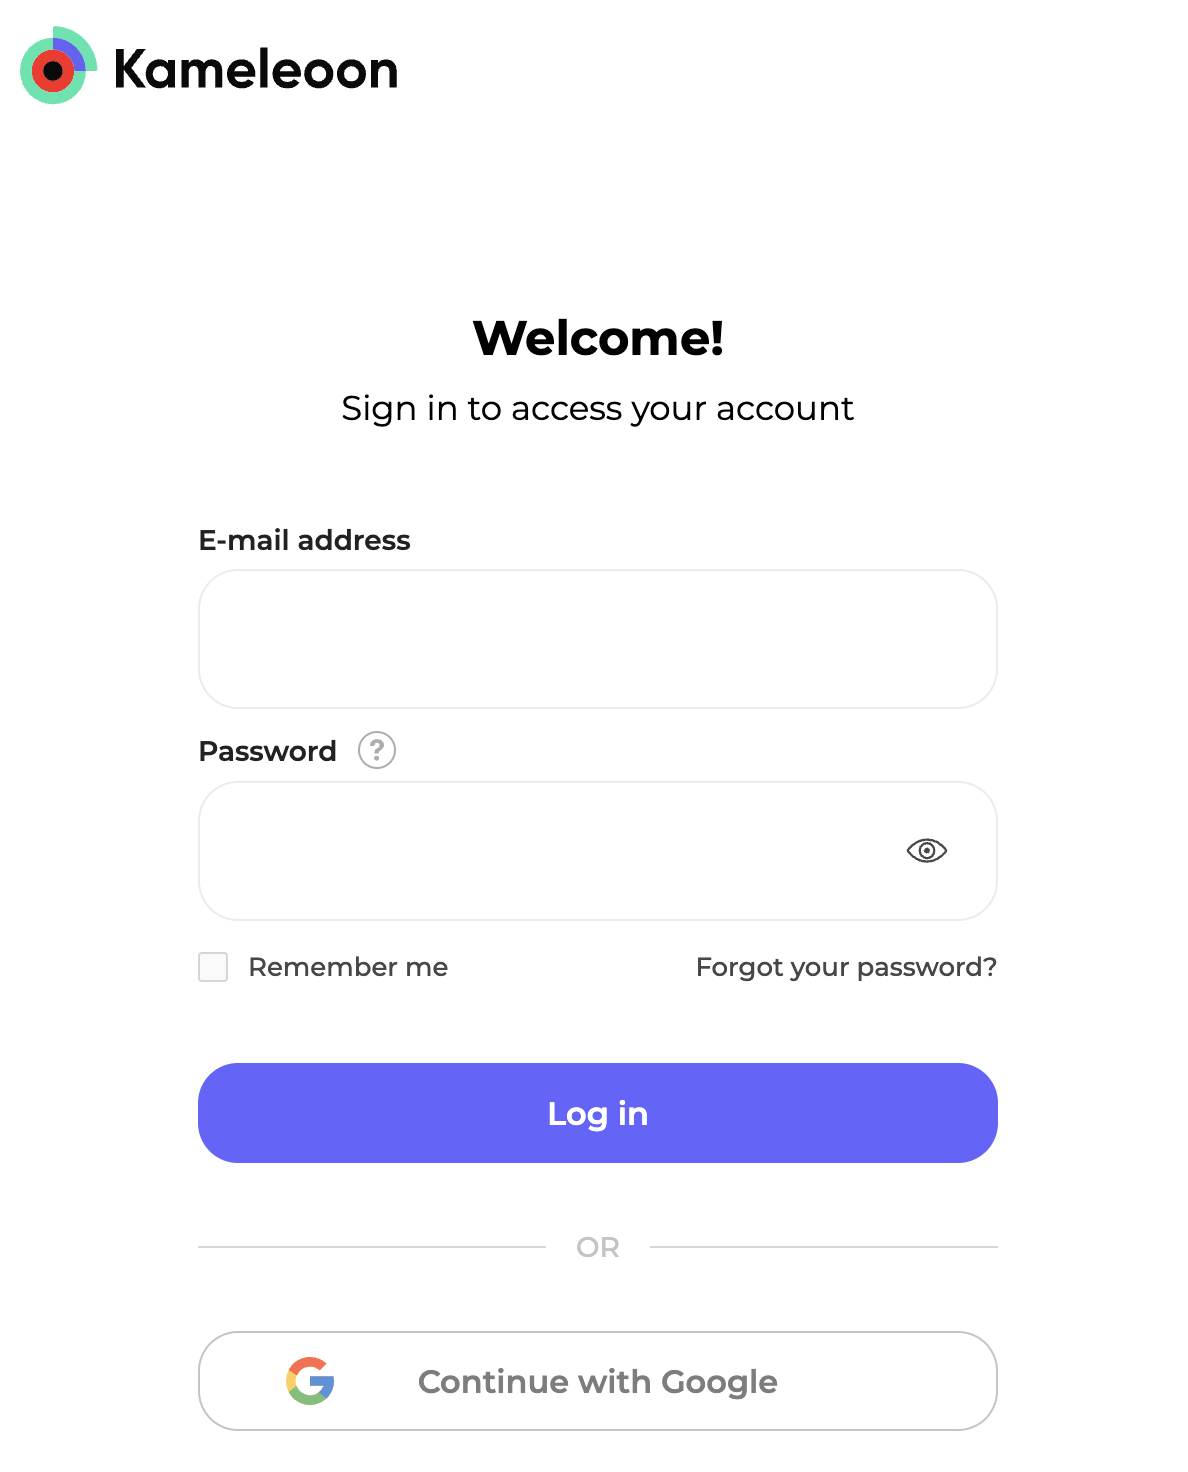 Kameleoon
Welcome!
Sign in to access your account
E-mail address
Password ?
Remember me
Forgot your password?
Log in
OR
Continue with Google